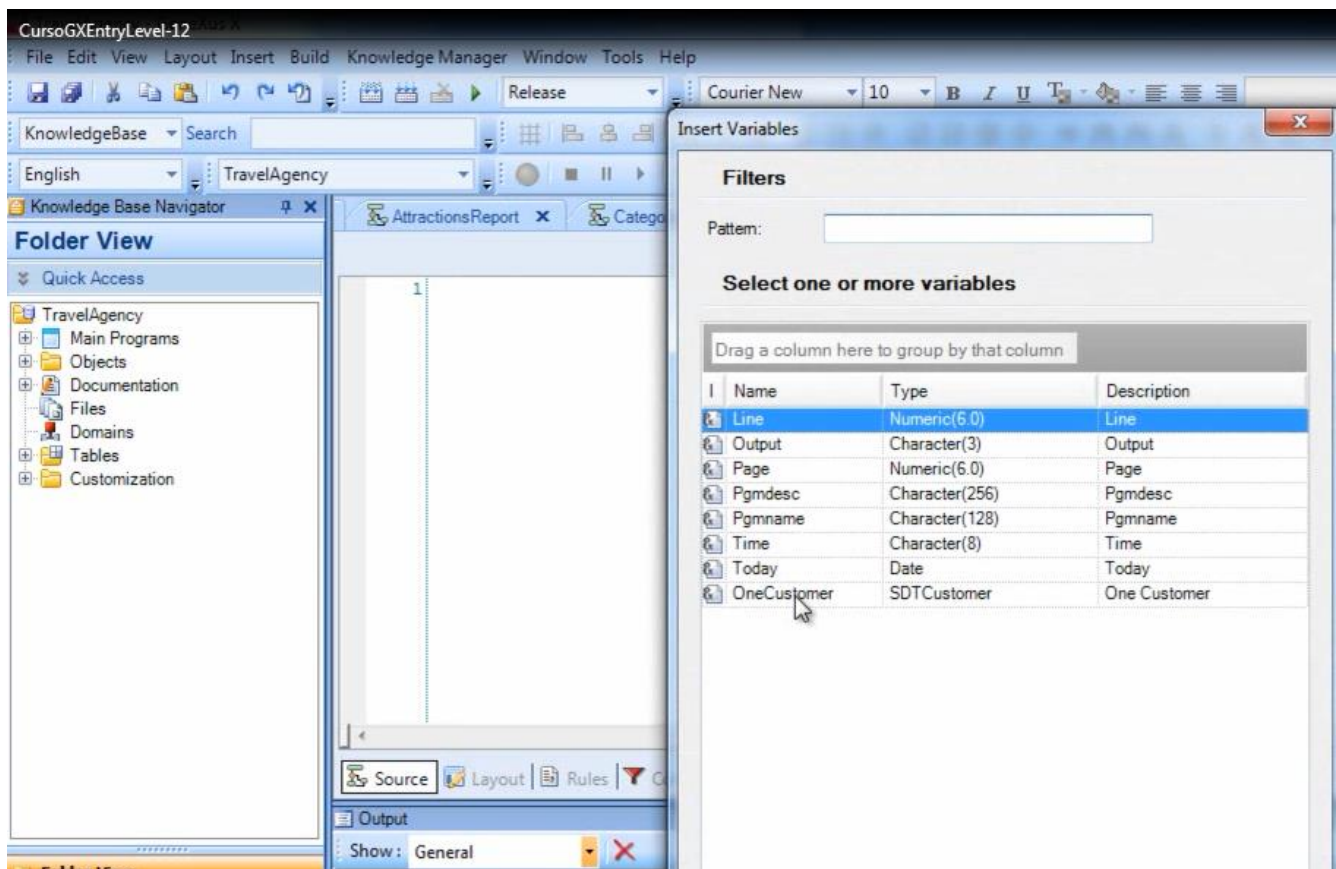 CursoGXEntryLevel-12
File Edit View Layout Insert Build Knowledge Manager Window Tools Help
Release Courier New 10 B I U T
KnowledgeBase Search
English TravelAgency
Knowledge Base Navigator
Folder View
Quick Access
TravelAgency
Main Programs
Objects
Documentation
Files
Domains
Tables
Customization
AttractionsReport Catego
1
Source Layout Rules
Output
Show: General
Insert Variables
Filters
Pattern:
Select one or more variables
Drag a column here to group by that column
I Name Type Description
Line Numeric(6.0) Line
Output Character(3) Output
Page Numeric(6.0) Page
Pgmdesc Character(256) Pgmdesc
Pgmname Character(128) Pgmname
Time Character(8) Time
Today Date Today
OneCustomer SDTCustomer One Customer